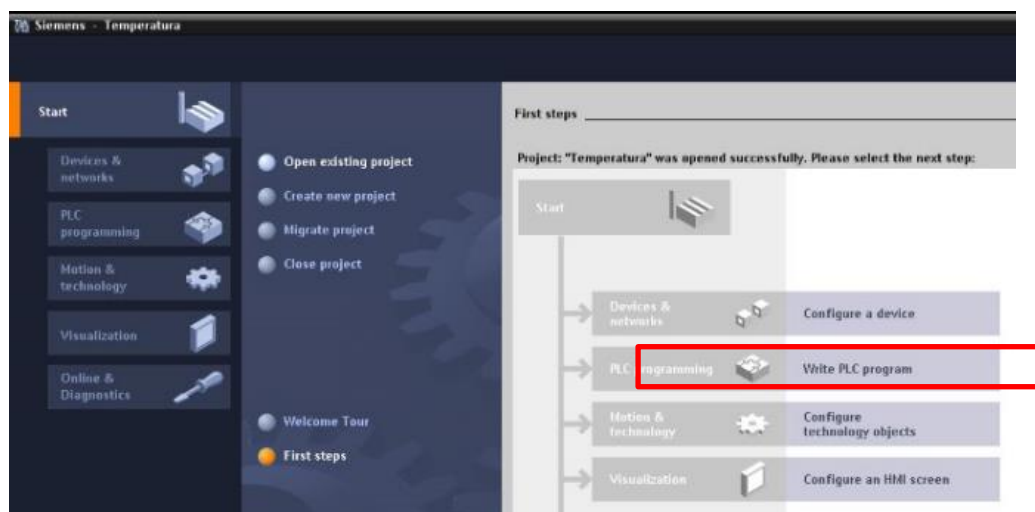 Siemens - Temperatura
Start
Devices &
networks
PLC
programming
Motion &
technology
Visualization
Online &
Diagnostics
Open existing project
Create new project
Migrate project
Close project
Welcome Tour
First steps
First steps
Project: "Temperatura" was opened successfully. Please select the next step:
Start
Devices &
networks
Configure a device
PLC programming
Write PLC program
Motion &
technology
Configure
technology objects
Visualization
Configure an HMI screen